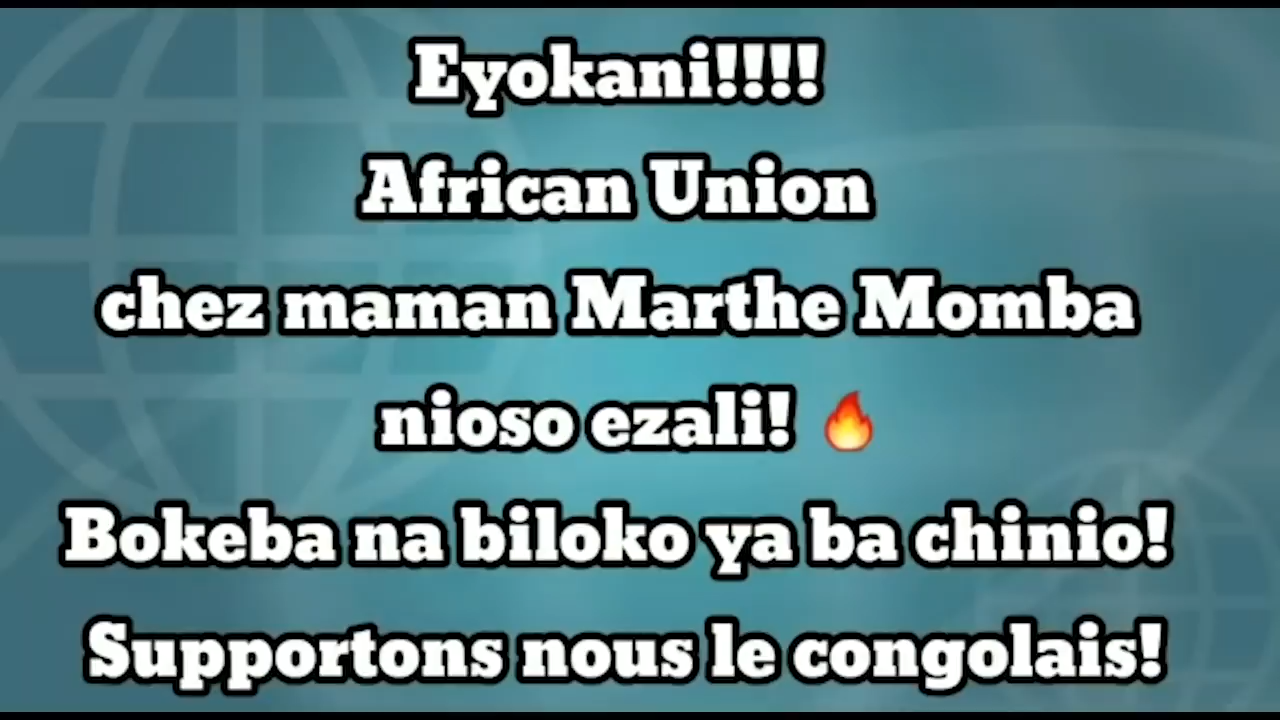 Eyokani!!!!
African Union
chez maman Marthe Momba
nioso ezali! 🔥
Bokeba na biloko ya ba chinio!
Supportons nous le congolais!